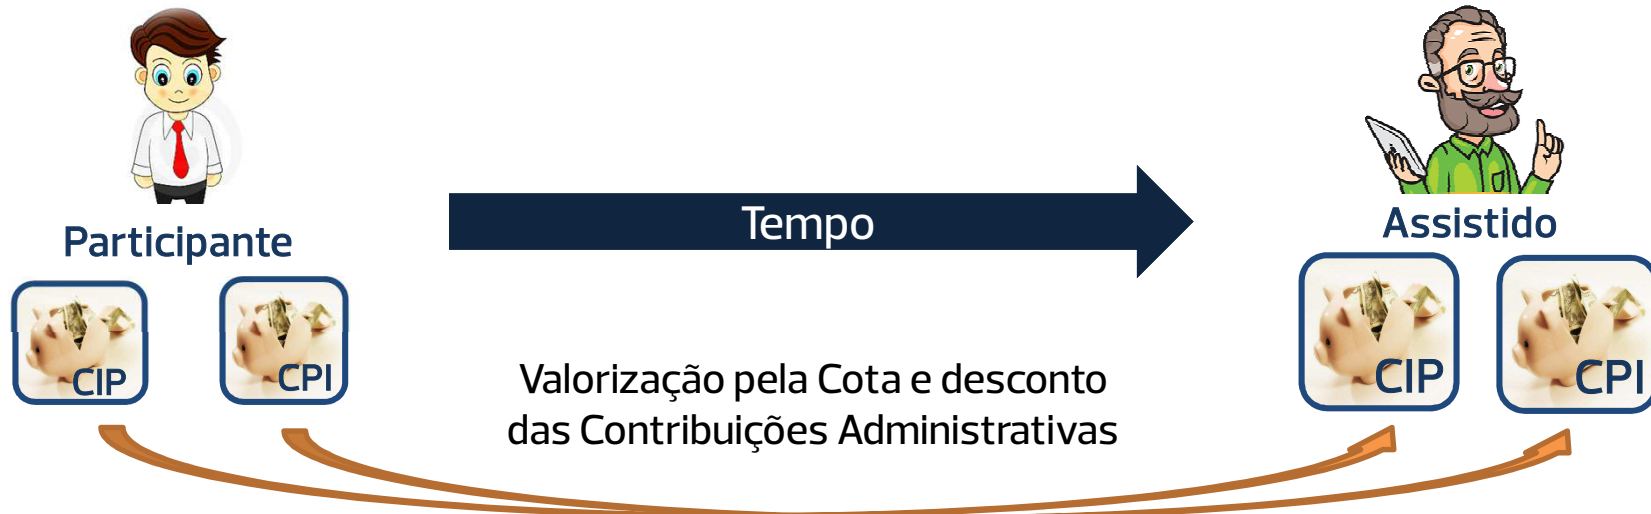 Tempo
Participante
Assistido
CIP
CPI
CIP
CPI
Valorização pela Cota e desconto
das Contribuições Administrativas